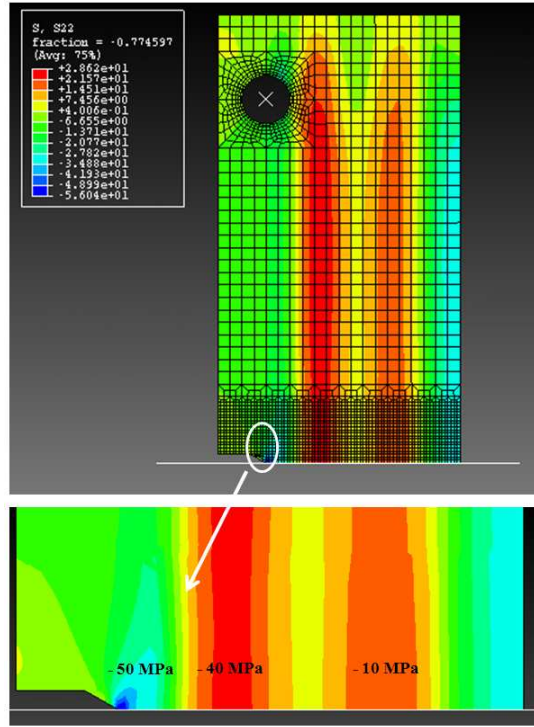 S, S22
fraction = -0.774597
(Avg: 75%)
+2.862e+01
+2.157e+01
+1.451e+01
+7.456e+00
+4.006e-01
-6.655e+00
-1.371e+01
-2.077e+01
-2.782e+01
-3.488e+01
-4.193e+01
-4.899e+01
-5.604e+01
- 50 MPa - 40 MPa - 10 MPa